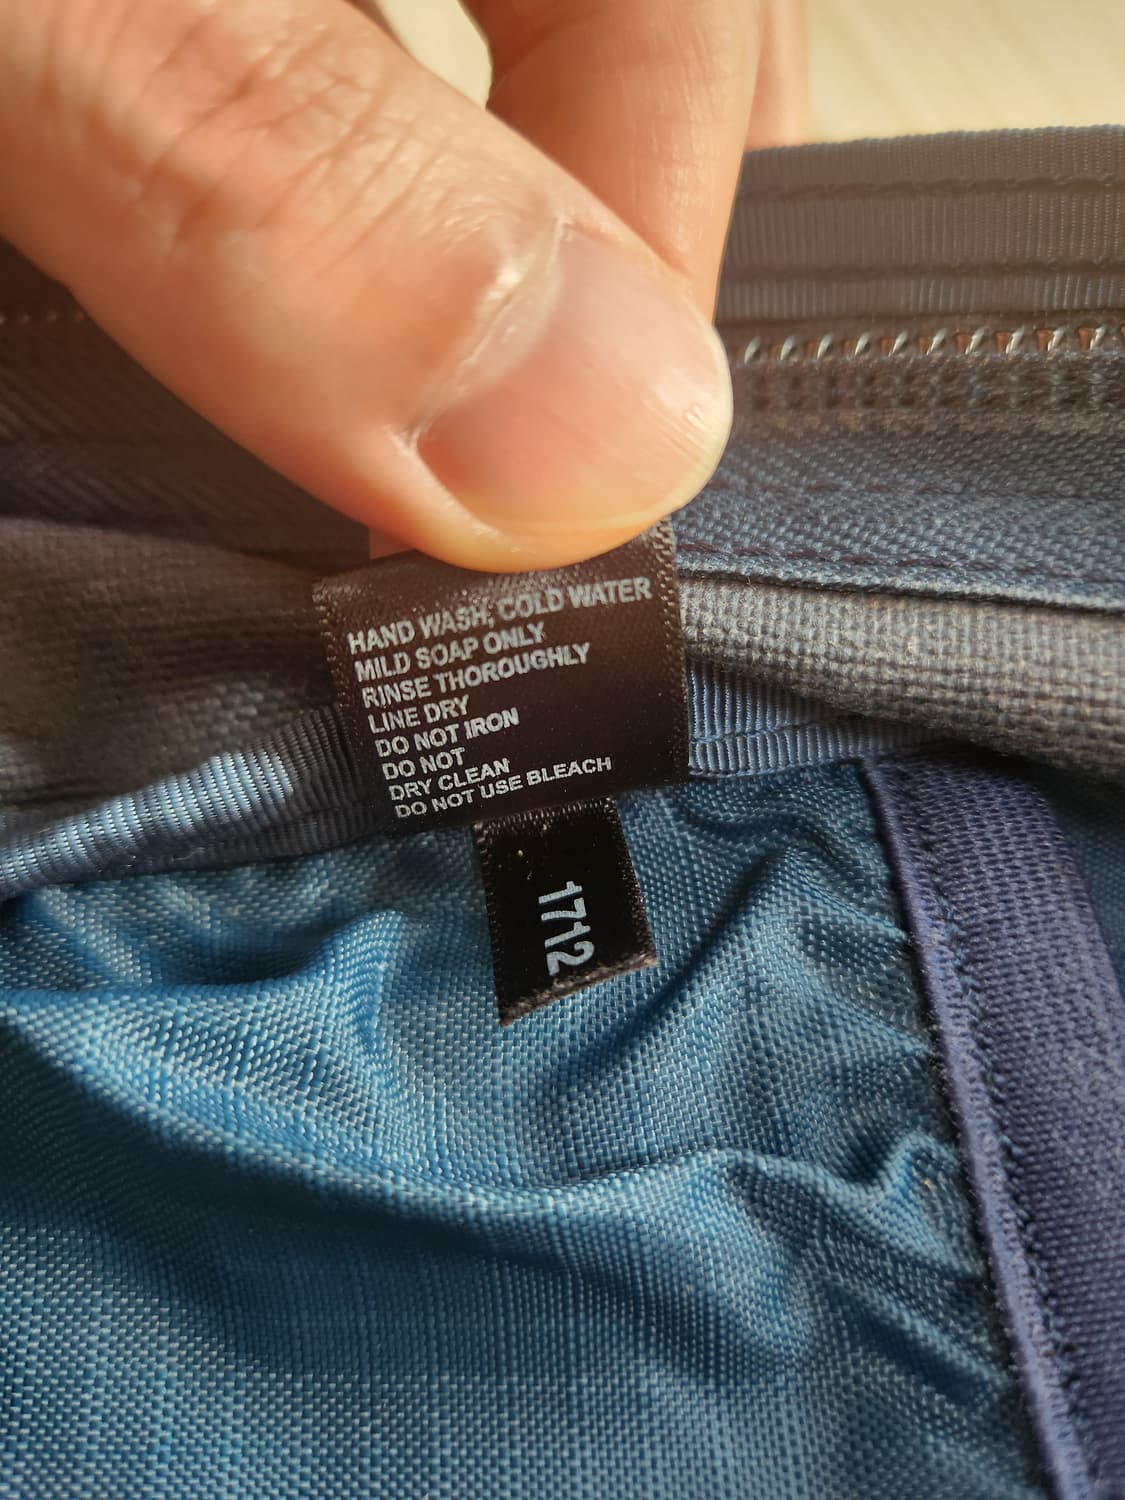 HAND WASH, COLD WATER
MILD SOAP ONLY
RINSE THOROUGHLY
LINE DRY
DO NOT IRON
DO NOT
DRY CLEAN
DO NOT USE BLEACH
1712